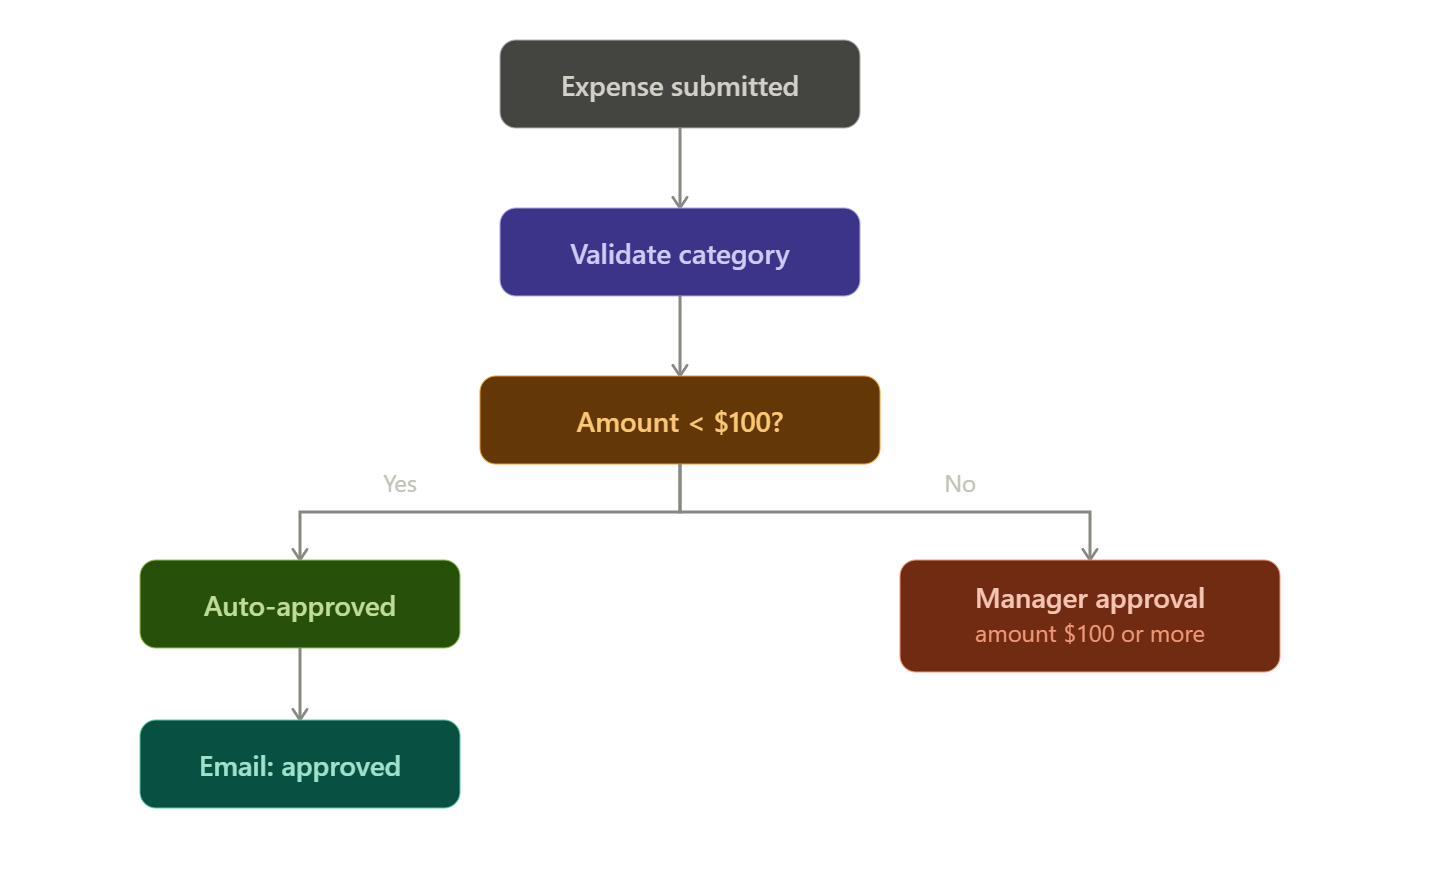 Expense submitted
Validate category
Amount < $100?
Yes
No
Auto-approved
Manager approval
amount $100 or more
Email: approved